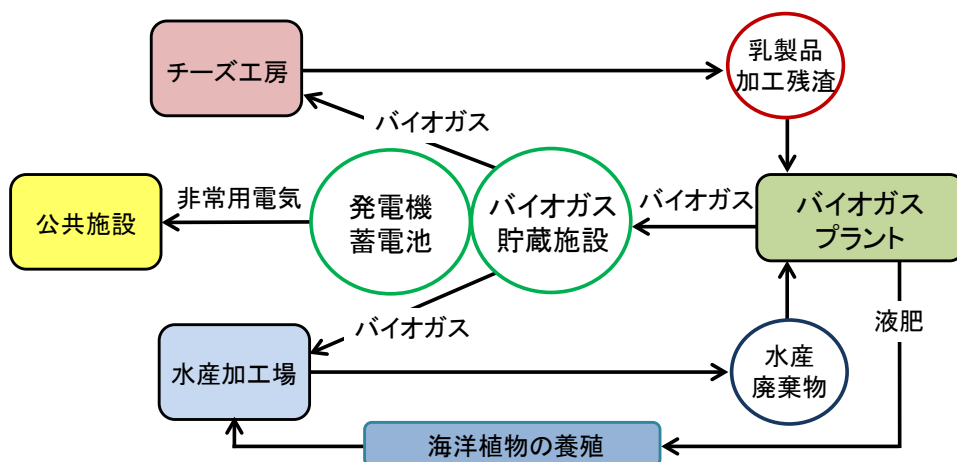 乳製品
加工残渣
チーズ工房
バイオガス
非常用電気
公共施設
発電機
蓄電池
バイオガス
貯蔵施設
バイオガス
バイオガス
プラント
バイオガス
液肥
水産加工場
水産
廃棄物
海洋植物の養殖